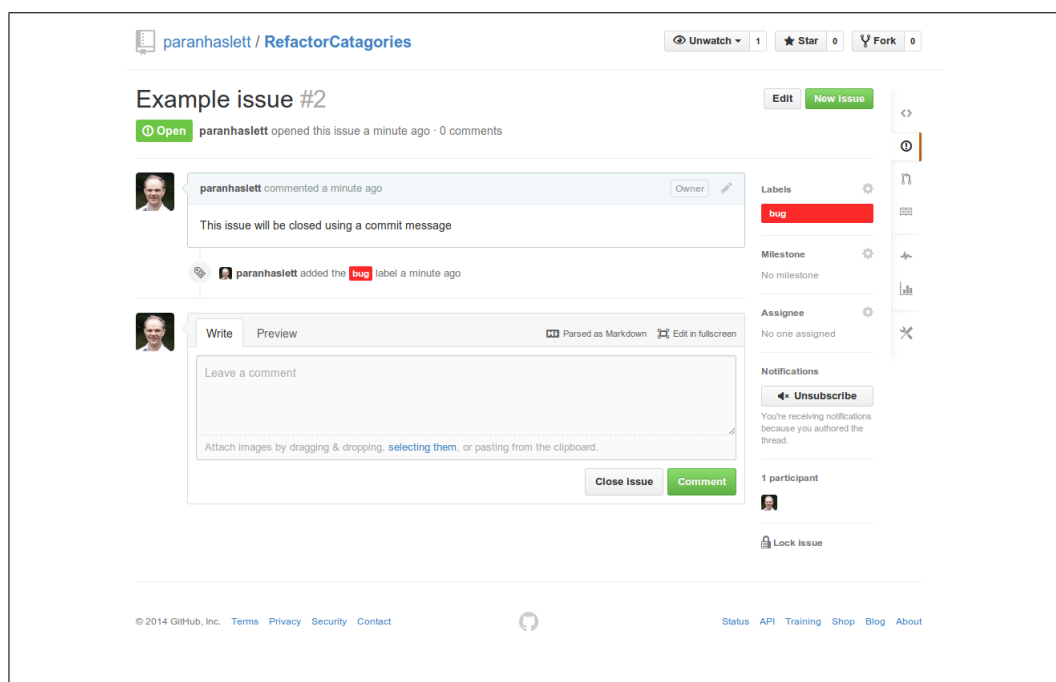 paranhaslett / RefactorCatagories
Unwatch 1 Star 0 Fork 0
Example issue #2
Edit New issue
Open paranhaslett opened this issue a minute ago · 0 comments
paranhaslett commented a minute ago Owner
This issue will be closed using a commit message
paranhaslett added the bug label a minute ago
Write Preview Parsed as Markdown Edit in fullscreen
Leave a comment
Attach images by dragging & dropping, selecting them, or pasting from the clipboard.
Close issue Comment
Labels
bug
Milestone
No milestone
Assignee
No one assigned
Notifications
Unsubscribe
You're receiving notifications
because you authored the
thread.
1 participant
Lock issue
© 2014 GitHub, Inc. Terms Privacy Security Contact
Status API Training Shop Blog About